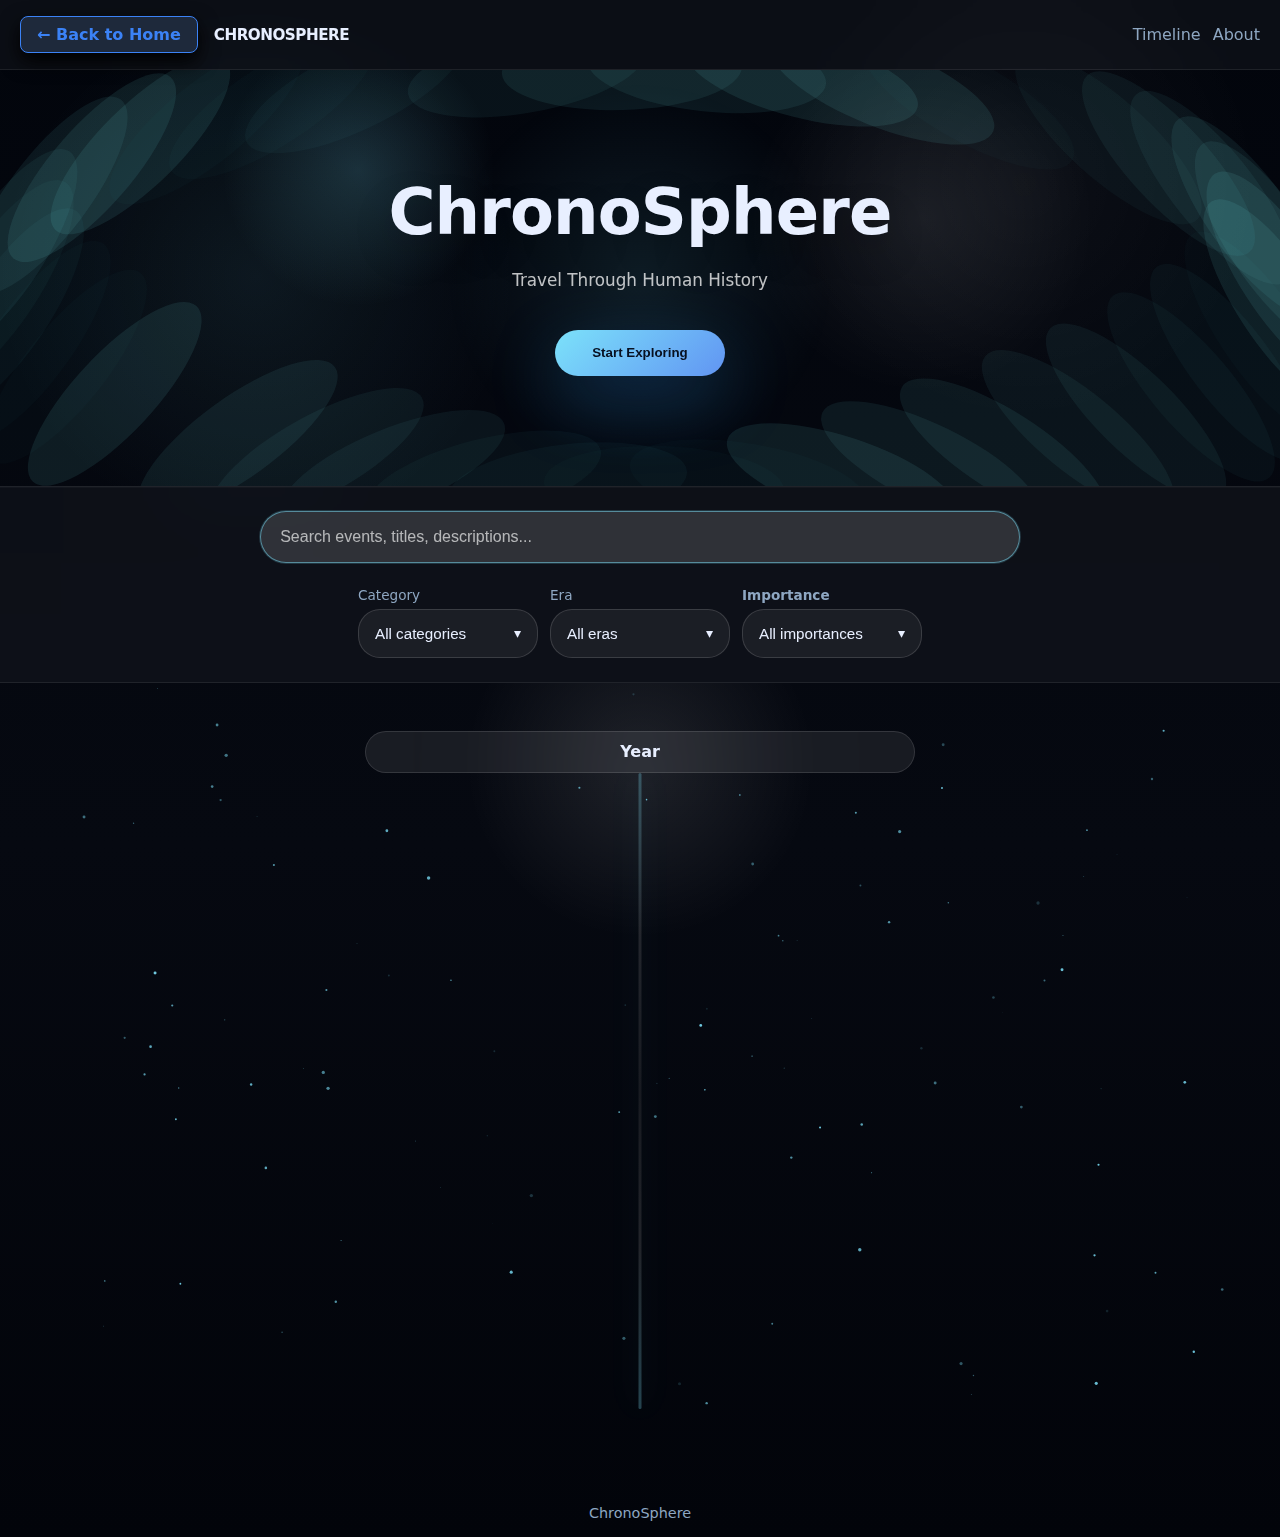 ← Back to Home
CHRONOSPHERE
Timeline
About
ChronoSphere
Travel Through Human History
Start Exploring
Search events, titles, descriptions...
Category
Era
Importance
All categories
All eras
All importances
Year
ChronoSphere